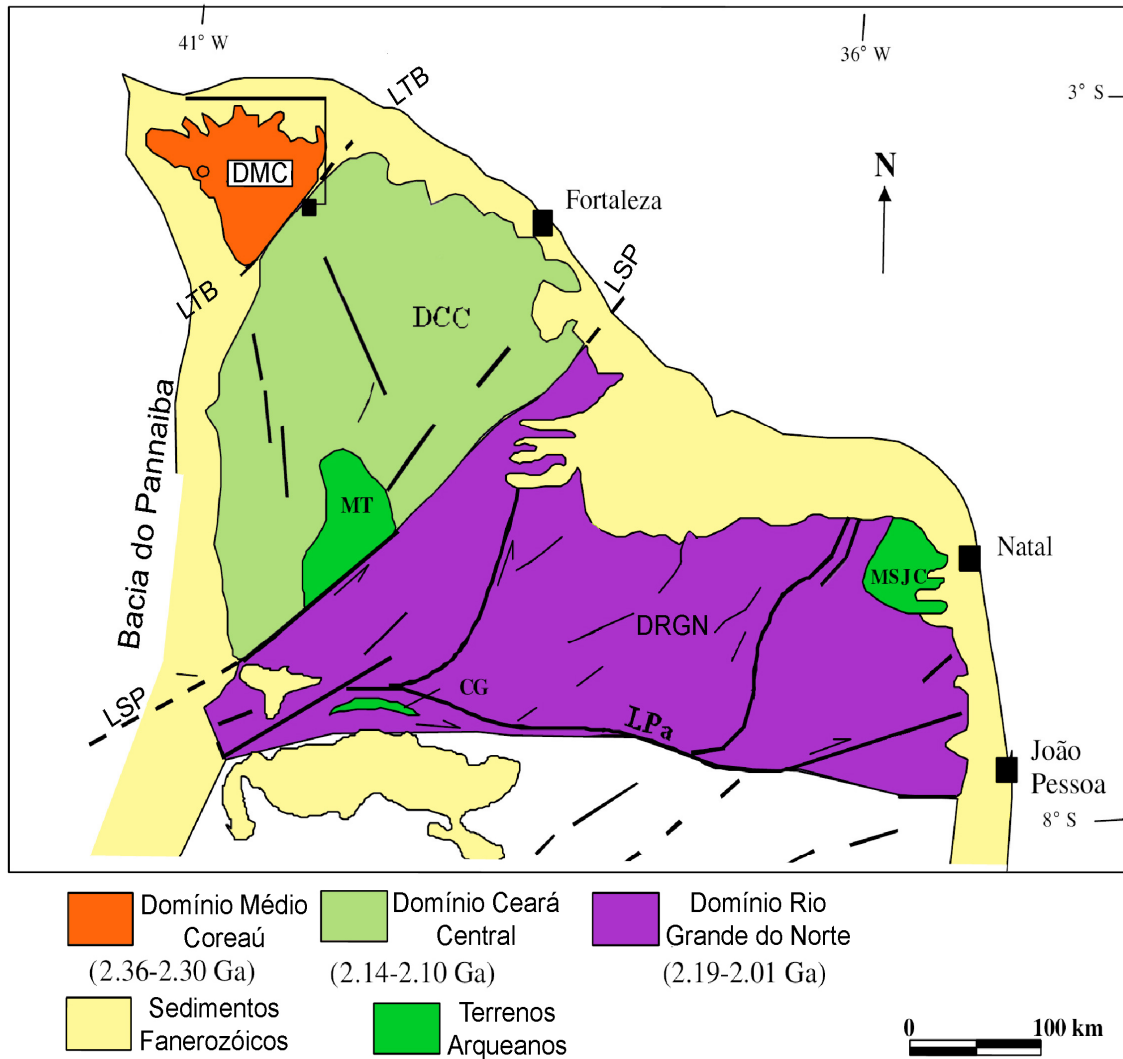 41° W
36° W
3° S
LTB
DMC
N
Fortaleza
LSP
LTB
DCC
Bacia do Pannaiba
MT
Natal
MSJC
DRGN
CG
LSP
LPa
João
Pessoa
8° S
Domínio Médio
Coreaú
(2.36-2.30 Ga)
Domínio Ceará
Central
(2.14-2.10 Ga)
Domínio Rio
Grande do Norte
(2.19-2.01 Ga)
Sedimentos
Fanerozóicos
Terrenos
Arqueanos
0 100 km